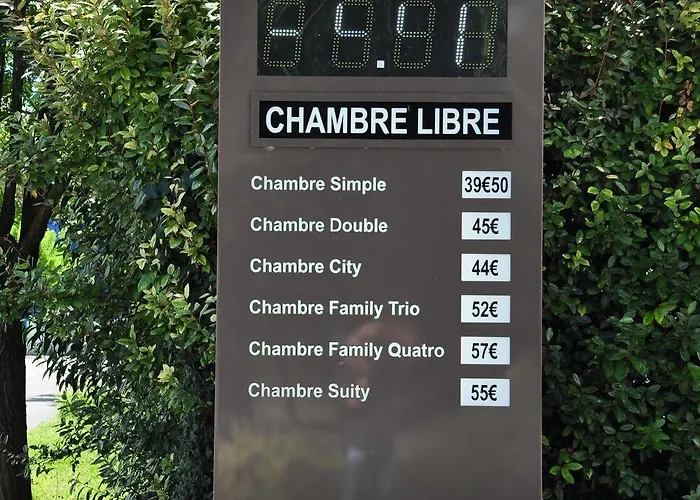 CHAMBRE LIBRE
Chambre Simple 39€50
Chambre Double 45€
Chambre City 44€
Chambre Family Trio 52€
Chambre Family Quatro 57€
Chambre Suity 55€